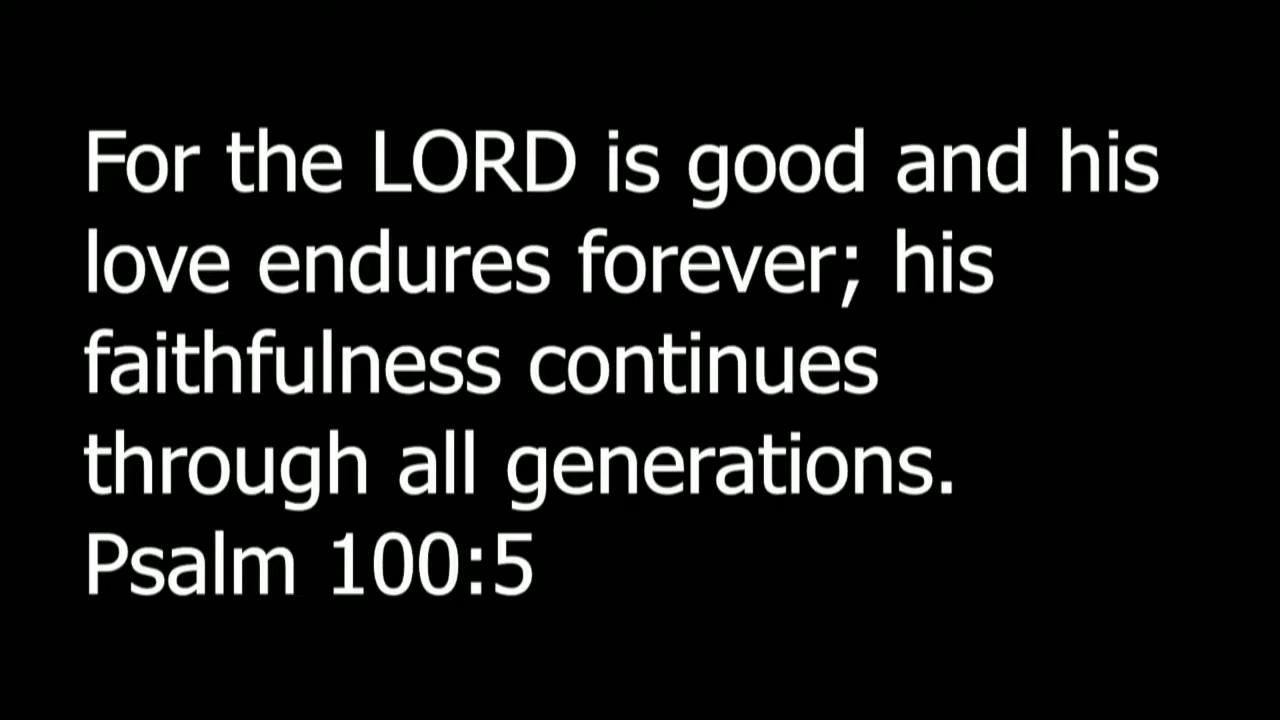 For the LORD is good and his
love endures forever; his
faithfulness continues
through all generations.
Psalm 100:5